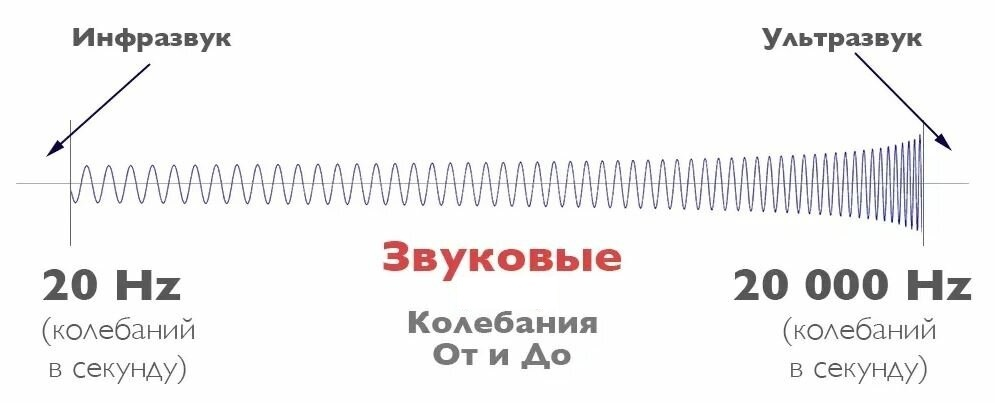 Инфразвук
Ультразвук
Звуковые
20 Hz
(колебаний
в секунду)
Колебания
От и До
20 000 Hz
(колебаний
в секунду)